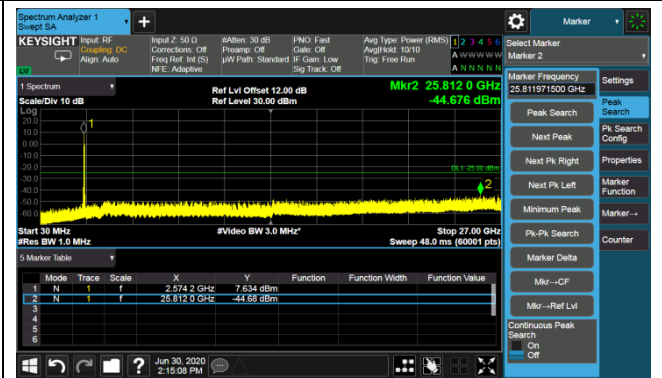 Spectrum Analyzer 1
Swept SA
+
Marker
KEYSIGHT
Input: RF
Coupling: DC
Align: Auto
Input Z: 50 Ω
Corrections: Off
Freq Ref: Int (S)
NFE: Adaptive
#Atten: 30 dB
Preamp: Off
µW Path: Standard
PNO: Fast
Gate: Off
IF Gain: Low
Sig Track: Off
Avg Type: Power (RMS)
Avg|Hold: 10/10
Trig: Free Run
1 2 3 4 5 6
A W W W W W
A N N N N N
Select Marker
Marker 2
1 Spectrum
Scale/Div 10 dB
Log
Ref Lvl Offset 12.00 dB
Ref Level 30.00 dBm
Mkr2 25.812 0 GHz
-44.676 dBm
Marker Frequency
25.811971500 GHz
Settings
Peak Search
Next Peak
Next Pk Right
Next Pk Left
Minimum Peak
Pk-Pk Search
Marker Delta
Mkr→CF
Mkr→Ref Lvl
Continuous Peak Search
On
Off
Peak Search
Pk Search Config
Properties
Marker Function
Marker→
Counter
20.0
10.0
0.00
-10.0
-20.0
-30.0
-40.0
-50.0
-60.0
1
DL1 -25.00 dBm
2
Start 30 MHz
#Res BW 1.0 MHz
#Video BW 3.0 MHz*
Stop 27.00 GHz
Sweep 48.0 ms (60001 pts)
5 Marker Table
Mode Trace Scale X Y Function Function Width Function Value
1 N 1 f 2.574 2 GHz 7.634 dBm
2 N 1 f 25.812 0 GHz -44.68 dBm
3
4
5
6
?
Jun 30, 2020
2:15:08 PM